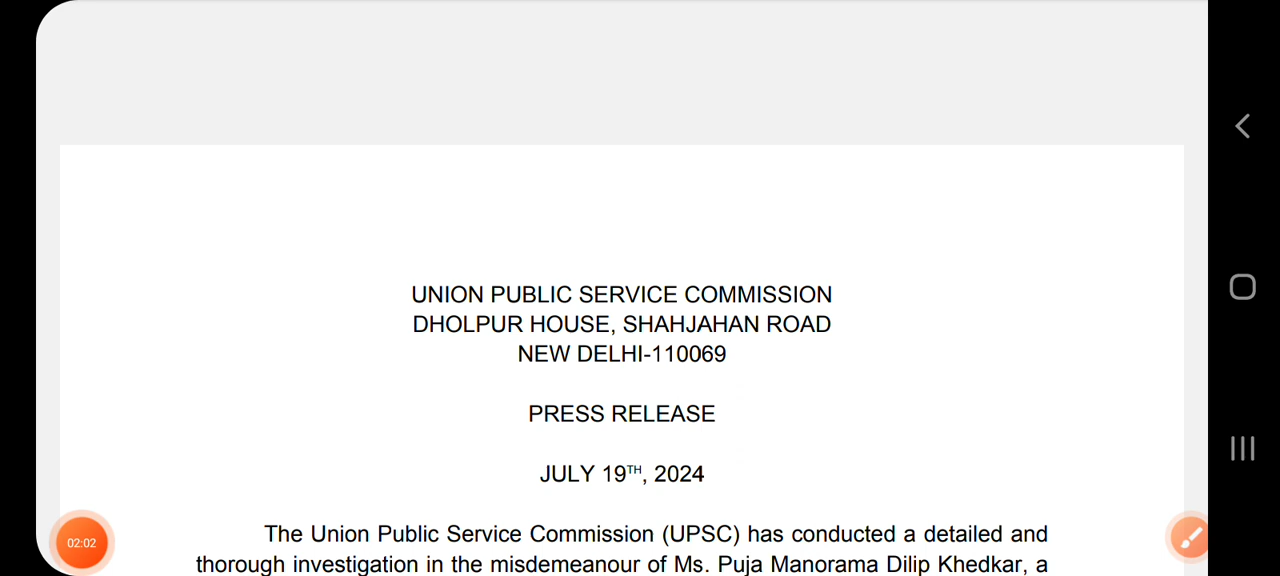 UNION PUBLIC SERVICE COMMISSION
DHOLPUR HOUSE, SHAHJAHAN ROAD
NEW DELHI-110069
PRESS RELEASE
JULY 19TH, 2024
The Union Public Service Commission (UPSC) has conducted a detailed and
thorough investigation in the misdemeanour of Ms. Puja Manorama Dilip Khedkar, a
02:02